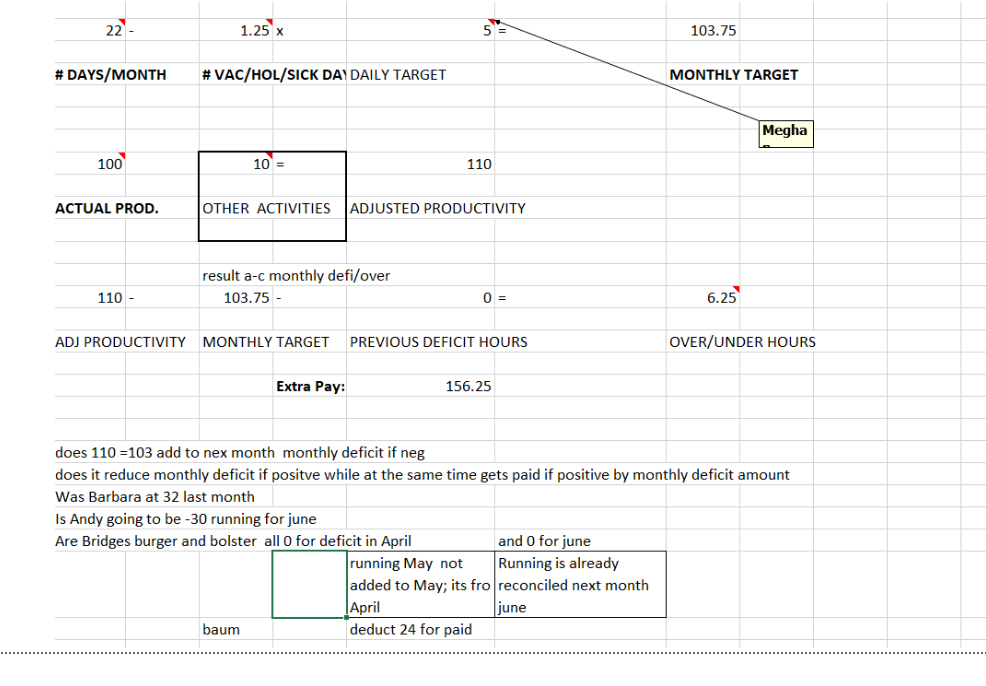 22 - 1.25 x 5 = 103.75
# DAYS/MONTH # VAC/HOL/SICK DAY DAILY TARGET MONTHLY TARGET
Megha
100 10 = 110
ACTUAL PROD. OTHER ACTIVITIES ADJUSTED PRODUCTIVITY
result a-c monthly defi/over
110 - 103.75 - 0 = 6.25
ADJ PRODUCTIVITY MONTHLY TARGET PREVIOUS DEFICIT HOURS OVER/UNDER HOURS
Extra Pay: 156.25
does 110 =103 add to nex month monthly deficit if neg
does it reduce monthly deficit if positve while at the same time gets paid if positive by monthly deficit amount
Was Barbara at 32 last month
Is Andy going to be -30 running for june
Are Bridges burger and bolster all 0 for deficit in April and 0 for june
running May not Running is already
added to May; its fro reconciled next month
April june
baum deduct 24 for paid